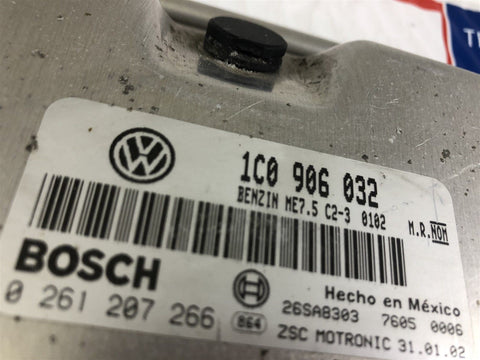 1C0 906 032
BENZIN ME7.5 C2-3 0102
M.R. NOM
BOSCH
0 261 207 266
Hecho en México
26SA8303 7605 0006
864
ZSC MOTRONIC 31.01.02